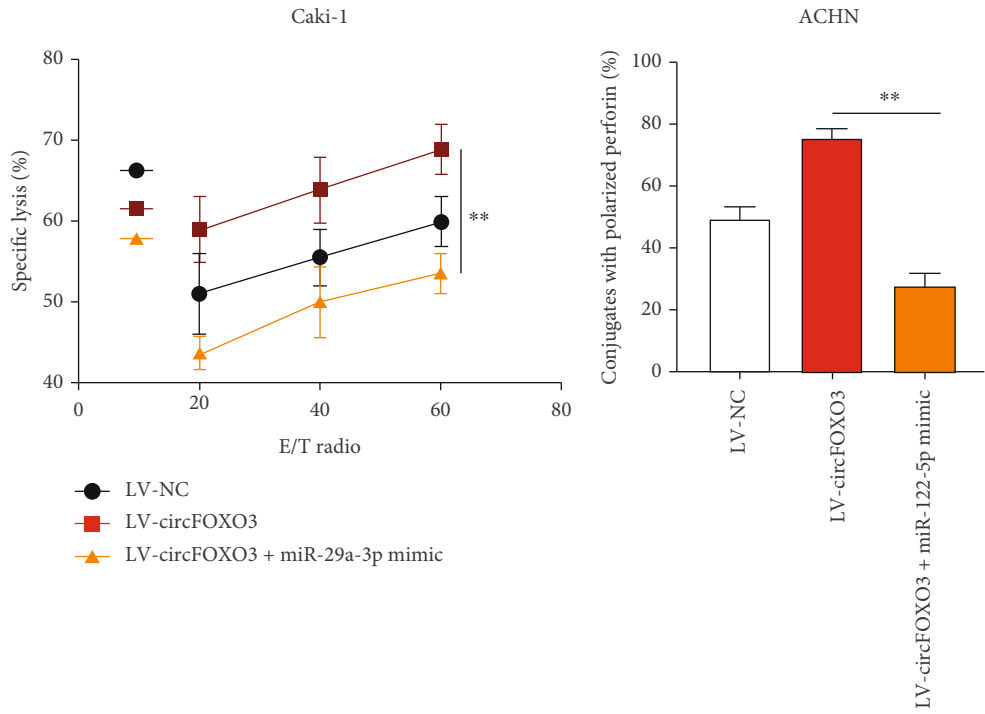 Caki-1
Specific lysis (%)
80
70
60
50
40
0
20
40
60
80
**
E/T radio
LV-NC
LV-circFOXO3
LV-circFOXO3 + miR-29a-3p mimic
ACHN
Conjugates with polarized perforin (%)
100
80
60
40
20
0
**
LV-NC
LV-circFOXO3
LV-circFOXO3 + miR-122-5p mimic